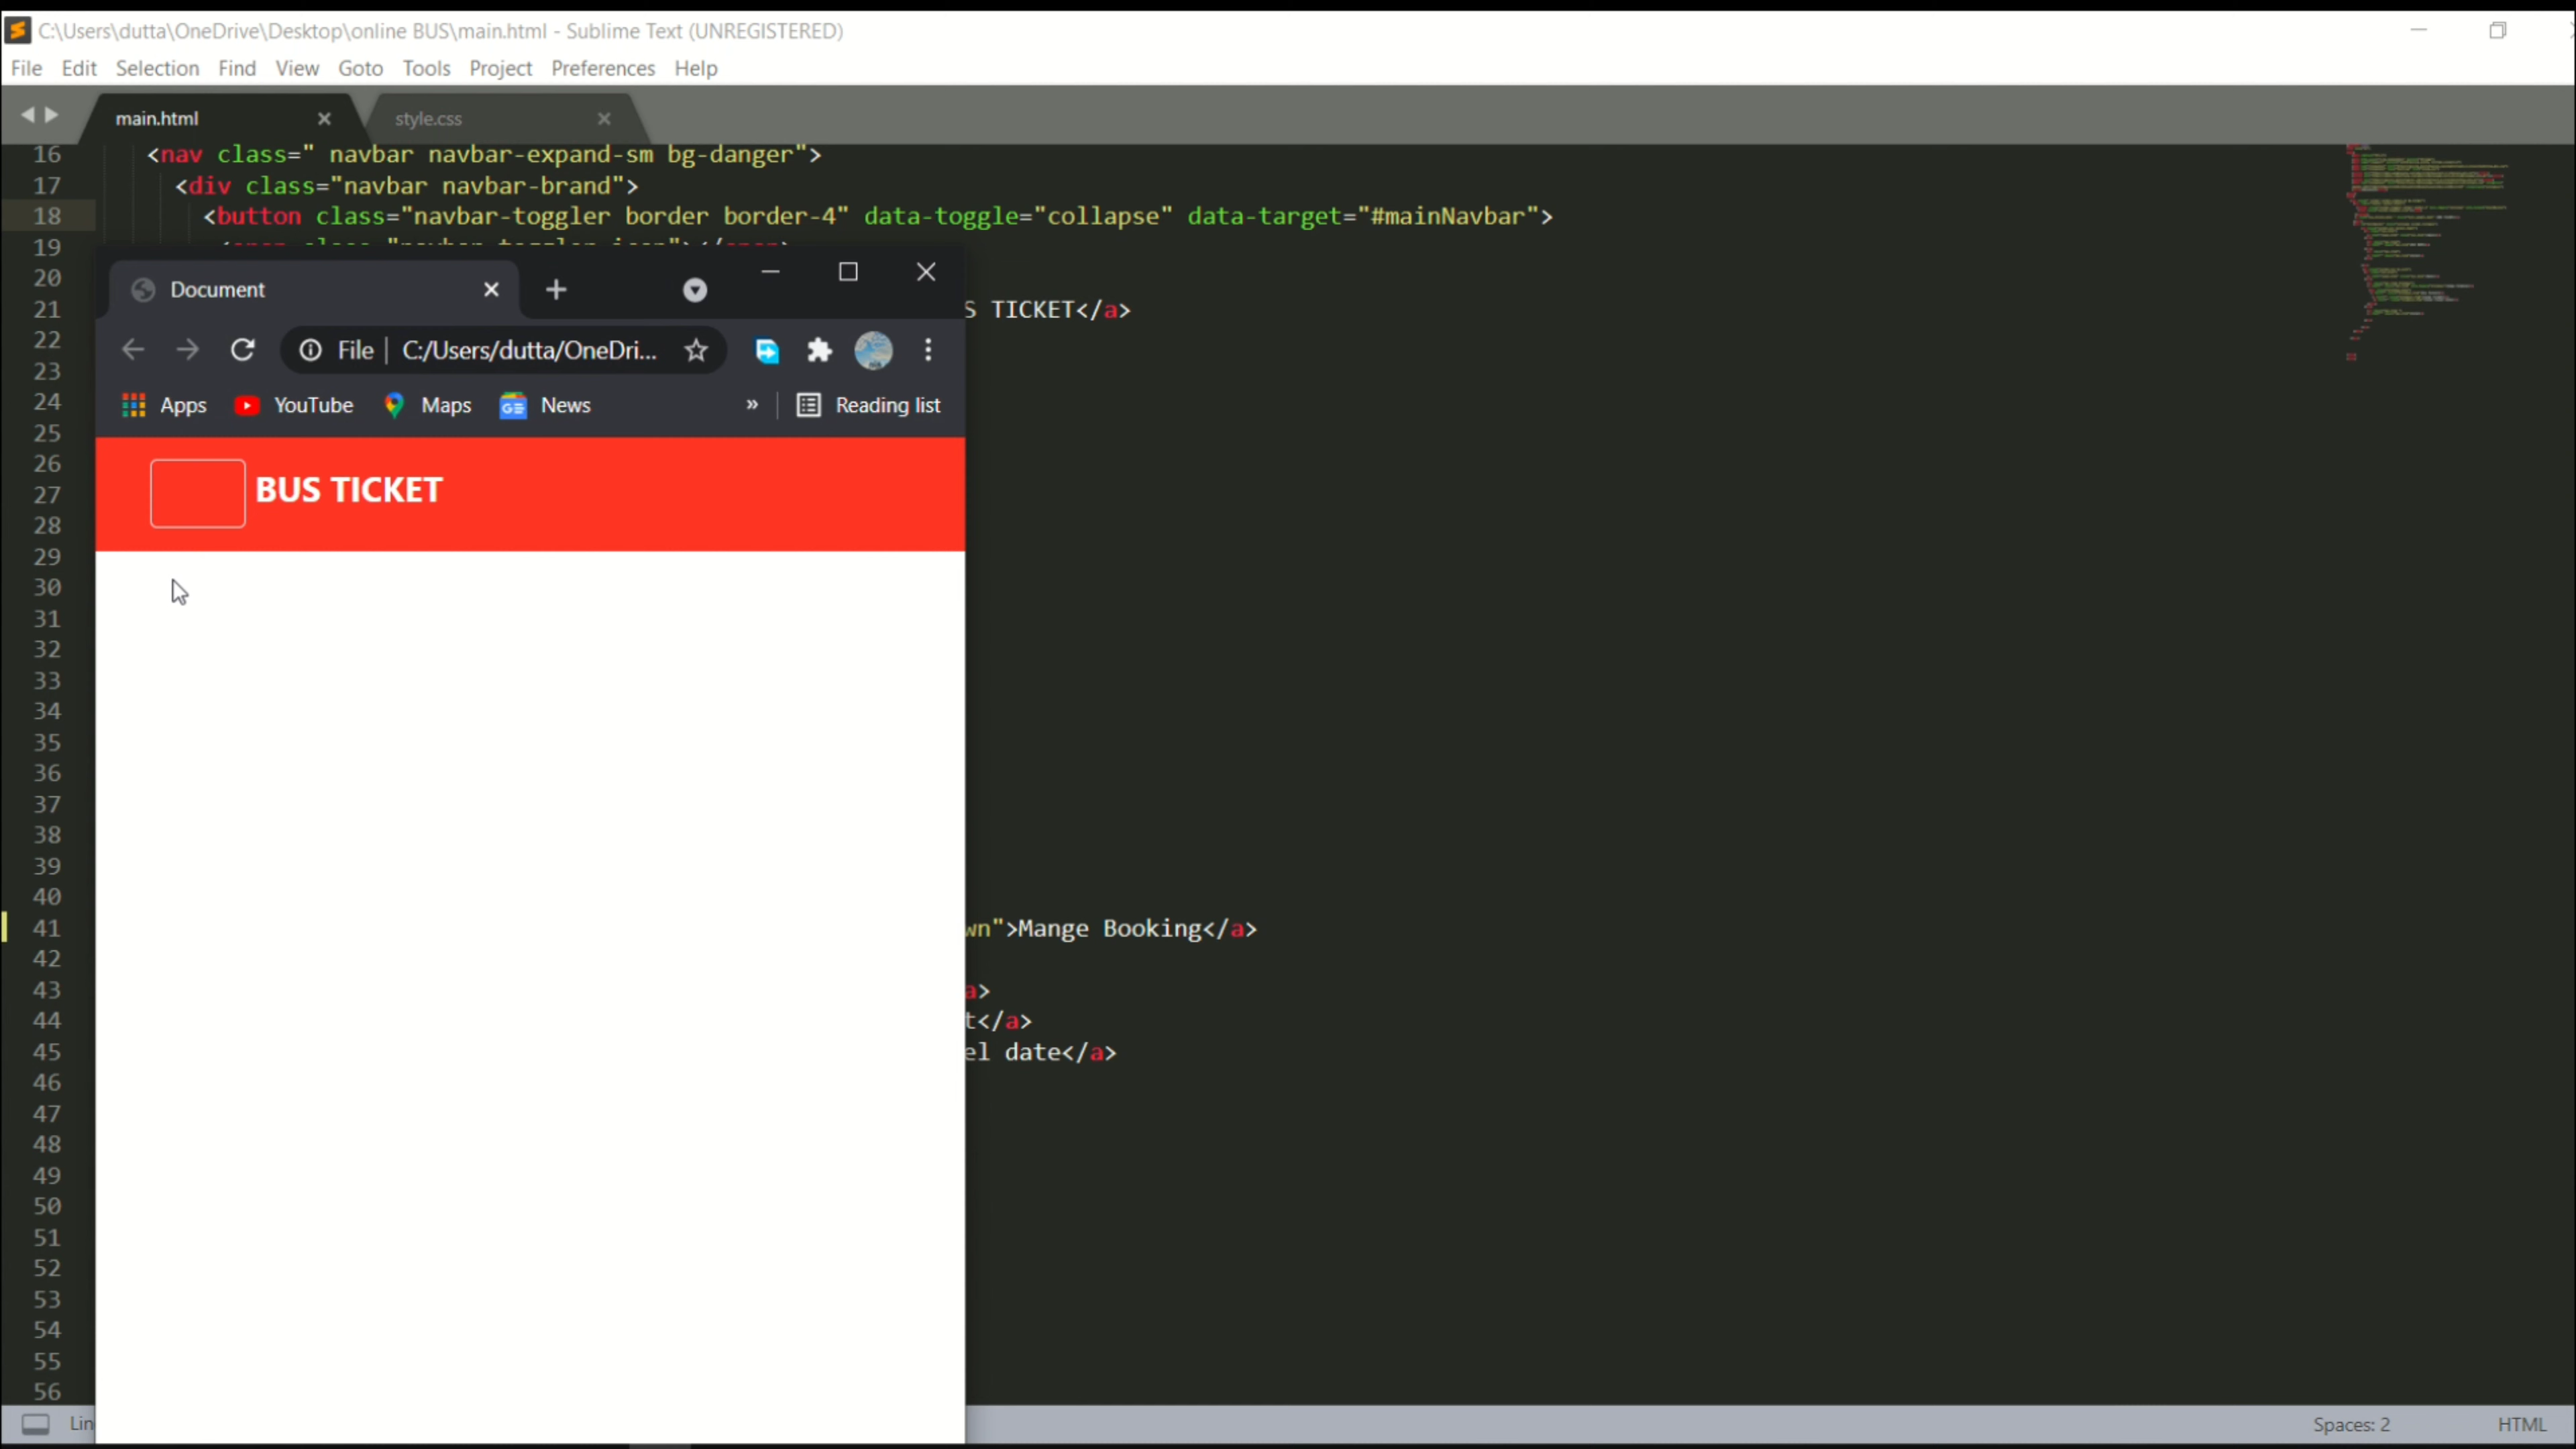 C:\Users\dutta\OneDrive\Desktop\online BUS\main.html - Sublime Text (UNREGISTERED)
File Edit Selection Find View Goto Tools Project Preferences Help
main.html style.css
16 <nav class=" navbar navbar-expand-sm bg-danger">
17 <div class="navbar navbar-brand">
18 <button class="navbar-toggler border border-4" data-toggle="collapse" data-target="#mainNavbar">
19
20
Document
21 S TICKET</a>
22
File C:/Users/dutta/OneDri...
23
24
Apps YouTube Maps News » Reading list
25
26
BUS TICKET
27
28
29
30
31
32
33
34
35
36
37
38
39
40
41 wn">Mange Booking</a>
42
43 a>
44 t</a>
45 el date</a>
46
47
48
49
50
51
52
53
54
55
56
Lin Spaces: 2 HTML